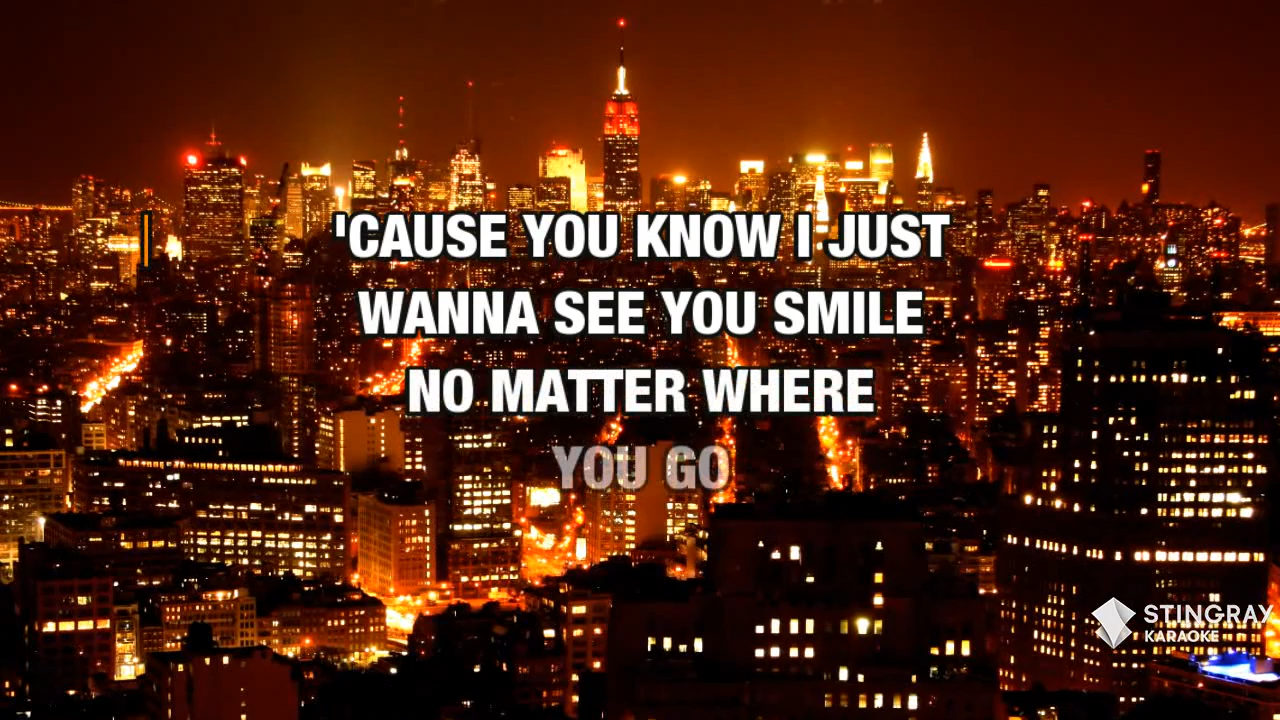 'CAUSE YOU KNOW I JUST
WANNA SEE YOU SMILE
NO MATTER WHERE
YOU GO
STINGRAY
KARAOKE